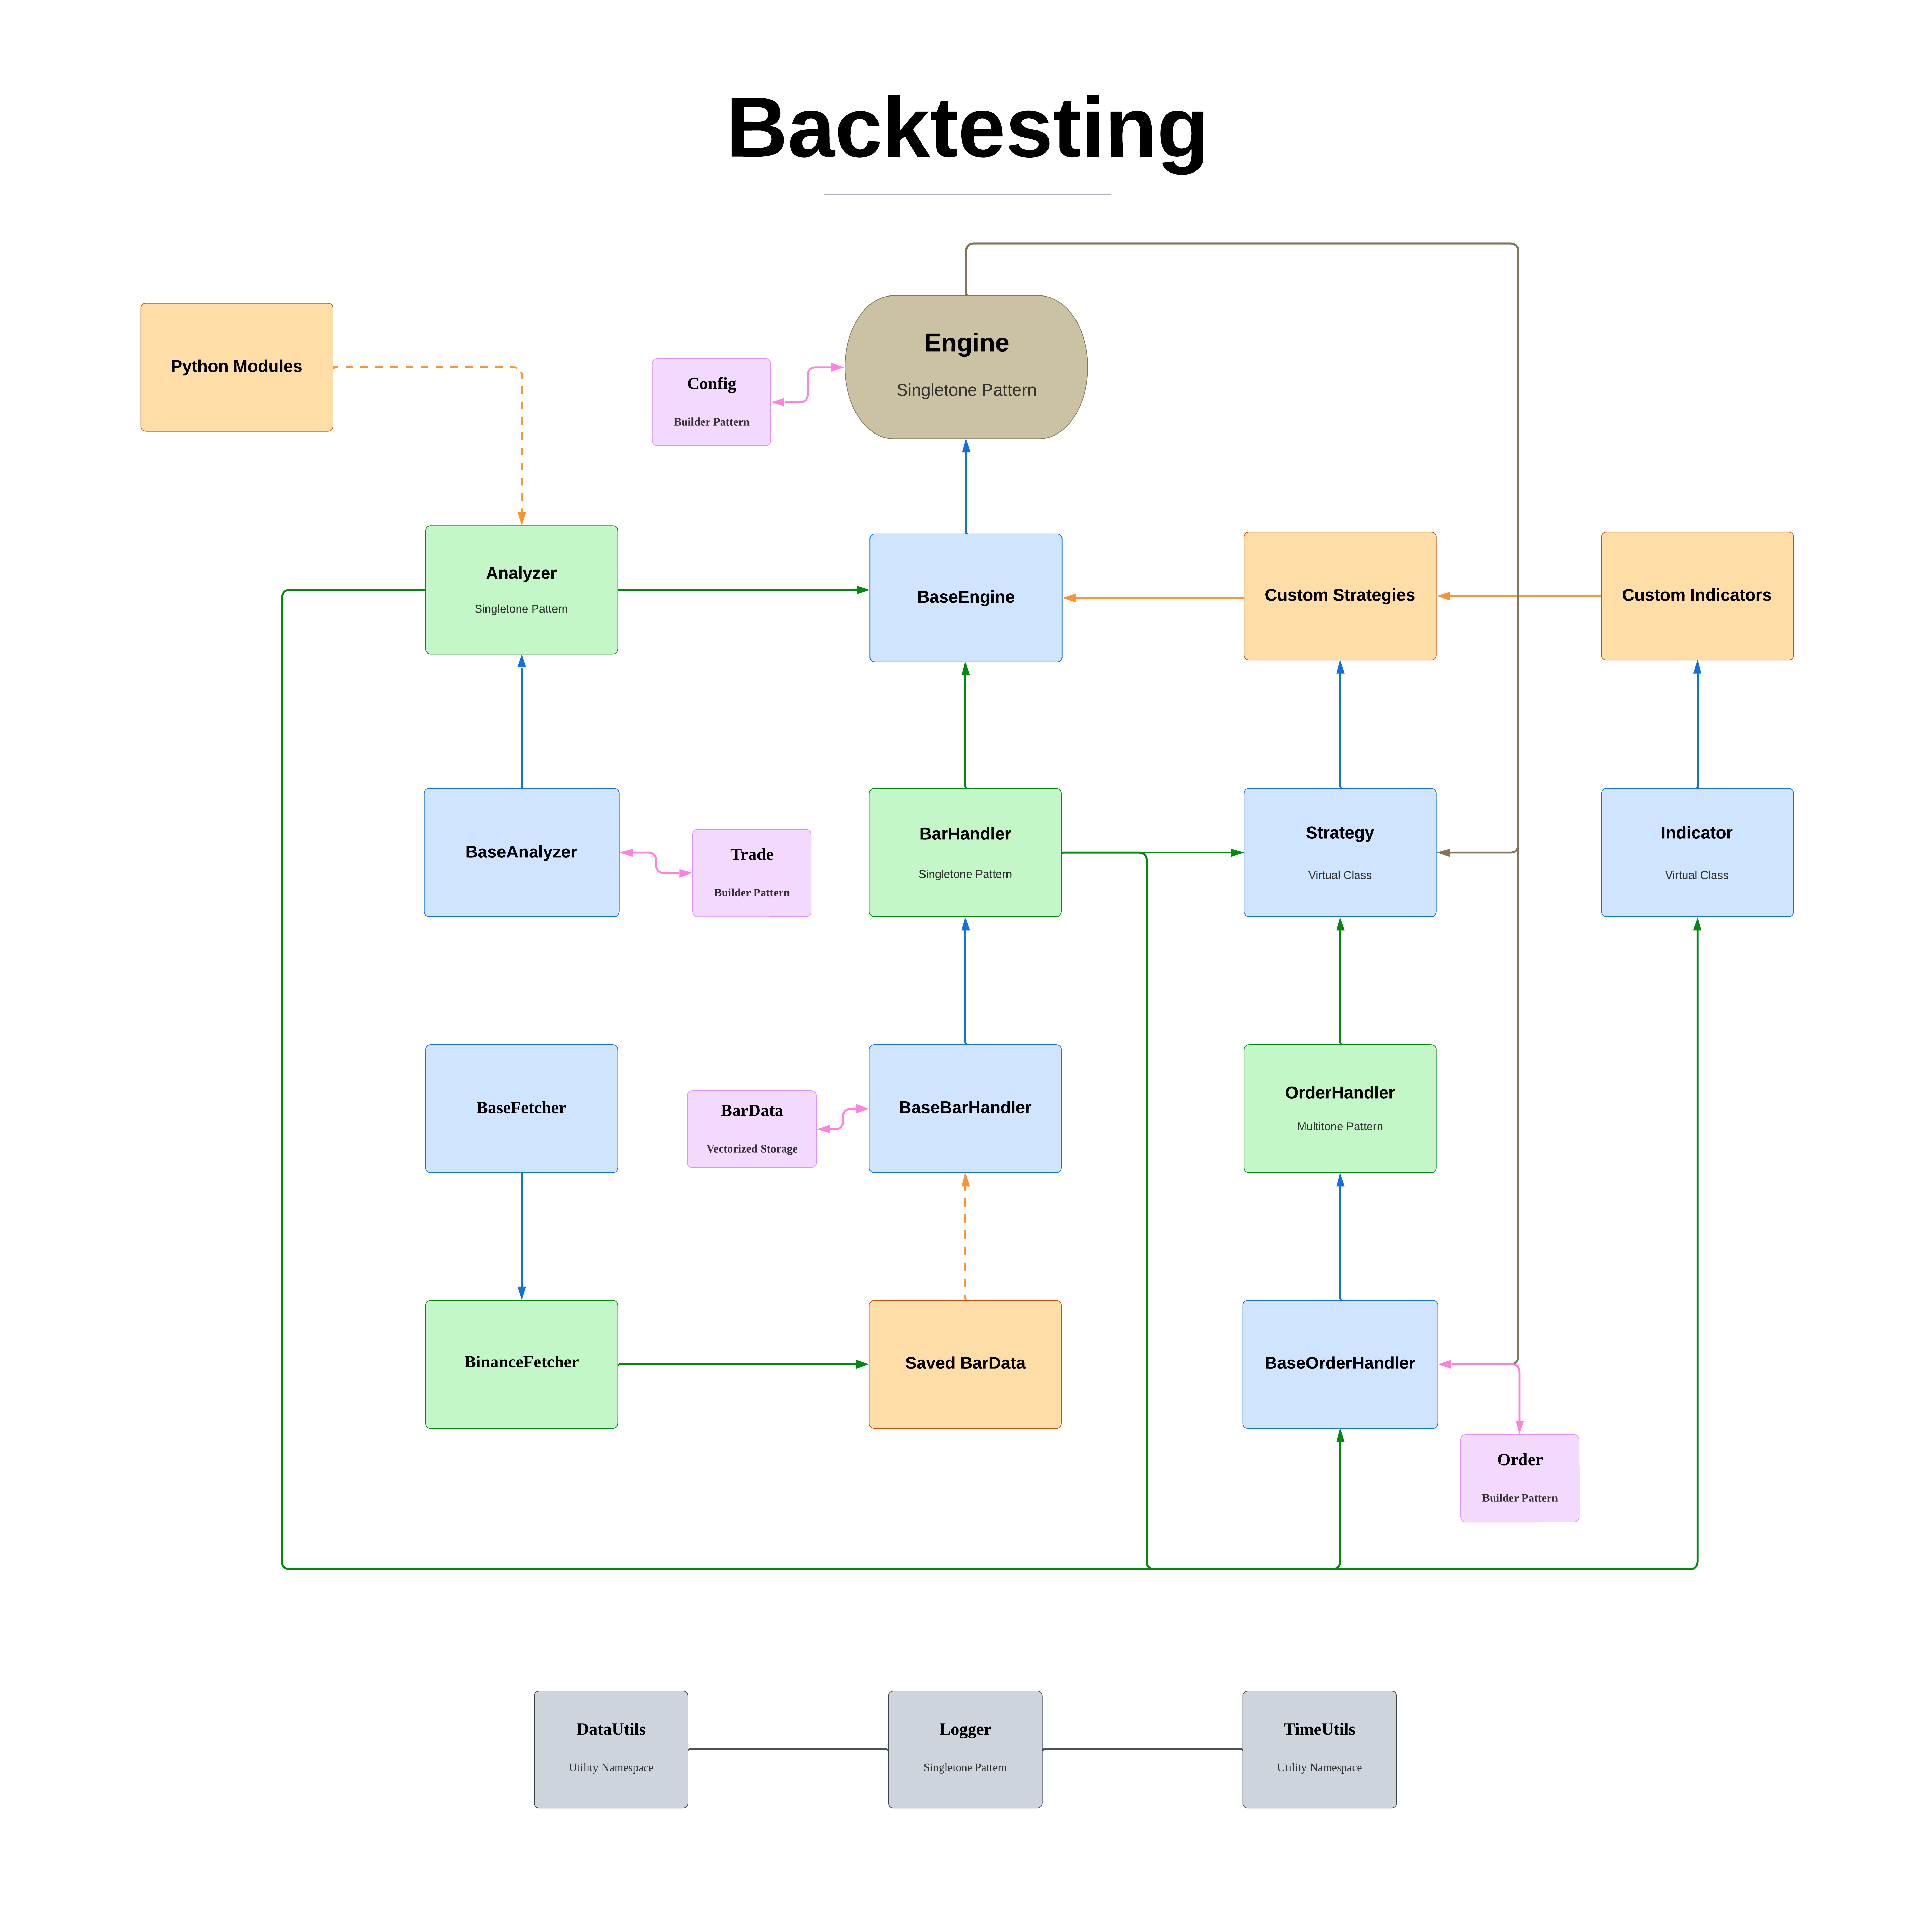 Backtesting
Engine
Singletone Pattern
Python Modules
Config
Builder Pattern
Analyzer
Singletone Pattern
BaseEngine
Custom Strategies
Custom Indicators
BaseAnalyzer
Trade
Builder Pattern
BarHandler
Singletone Pattern
Strategy
Virtual Class
Indicator
Virtual Class
BaseFetcher
BarData
Vectorized Storage
BaseBarHandler
OrderHandler
Multitone Pattern
BinanceFetcher
Saved BarData
BaseOrderHandler
Order
Builder Pattern
DataUtils
Utility Namespace
Logger
Singletone Pattern
TimeUtils
Utility Namespace